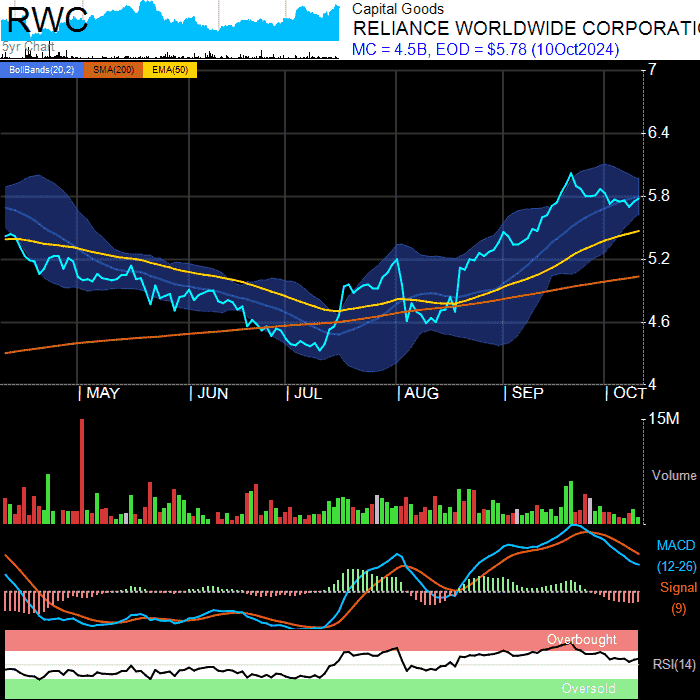 RWC
5yr Chart
Capital Goods
RELIANCE WORLDWIDE CORPORATI
MC = 4.5B, EOD = $5.78 (10Oct2024)
BollBands(20,2) SMA(200) EMA(50)
7
6.4
5.8
5.2
4.6
4
MAY JUN JUL AUG SEP OCT
15M
Volume
MACD
(12-26)
Signal
(9)
Overbought
RSI(14)
Oversold